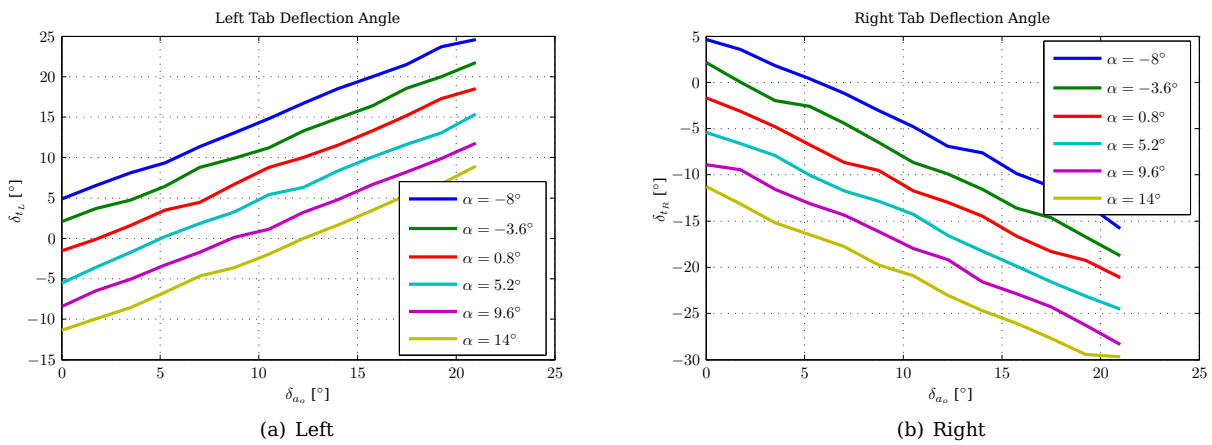 Left Tab Deflection Angle
25
20
15
10
5
0
−5
−10
−15
δ_{t_L} [°]
0 5 10 15 20 25
δ_{a_o} [°]
α = −8°
α = −3.6°
α = 0.8°
α = 5.2°
α = 9.6°
α = 14°
(a) Left
Right Tab Deflection Angle
5
0
−5
−10
−15
−20
−25
−30
δ_{t_R} [°]
0 5 10 15 20 25
δ_{a_o} [°]
α = −8°
α = −3.6°
α = 0.8°
α = 5.2°
α = 9.6°
α = 14°
(b) Right